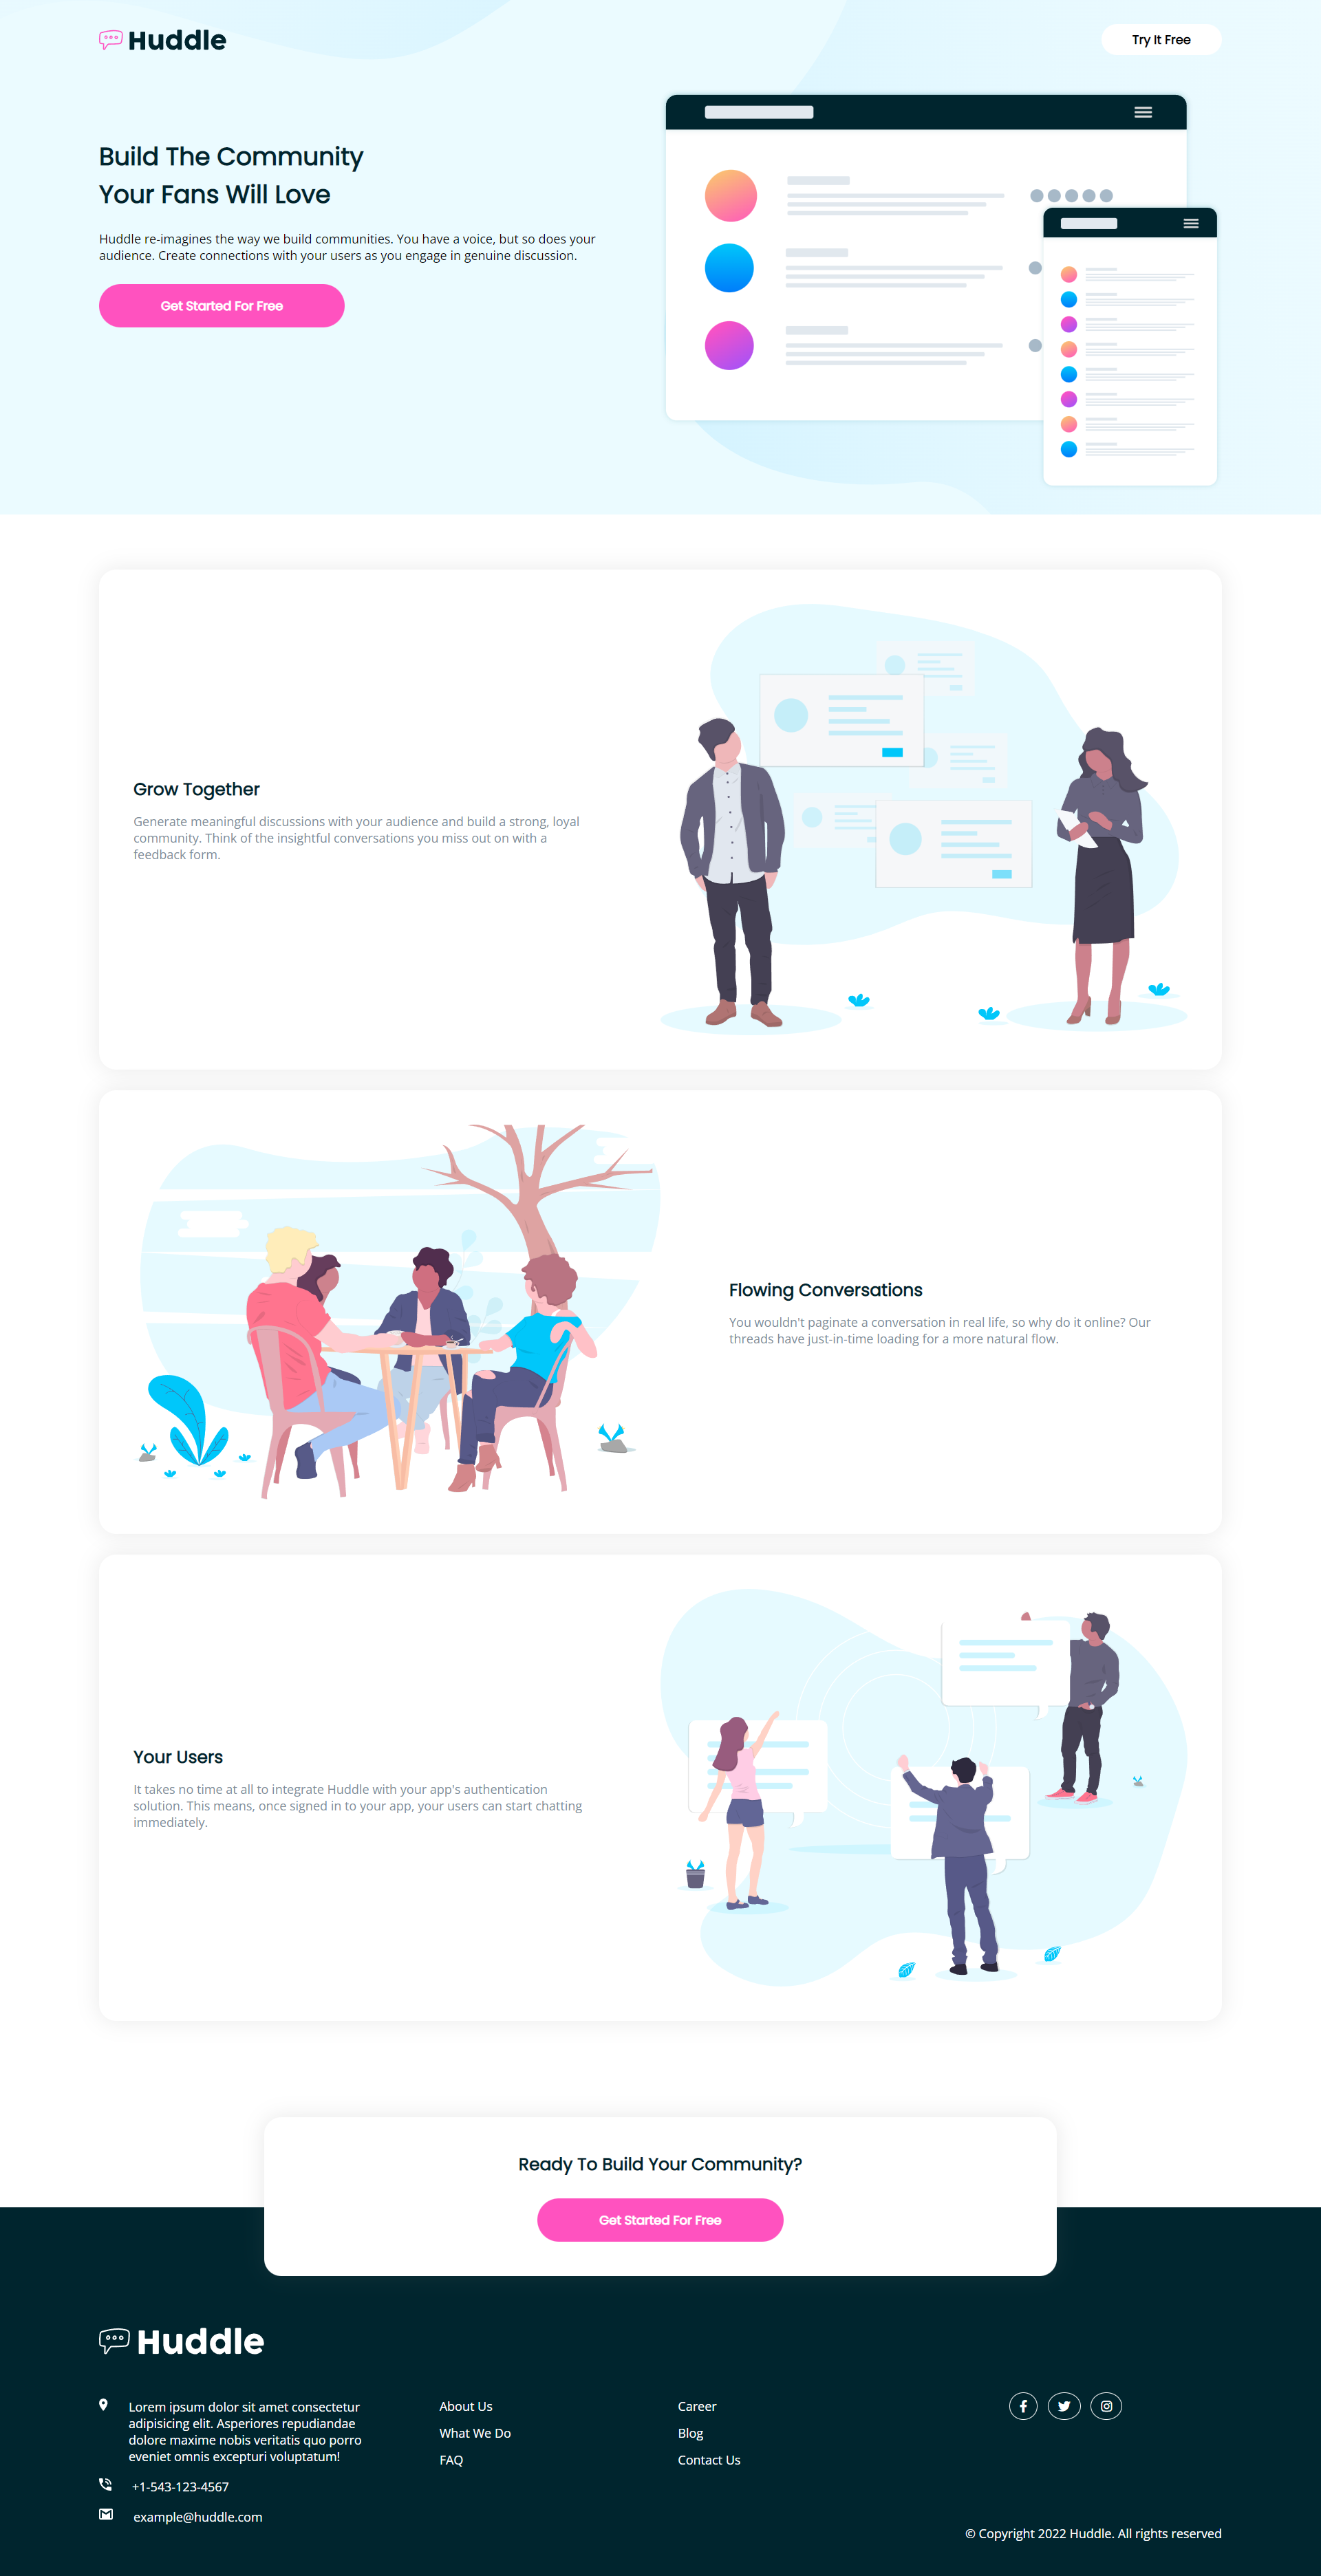 Huddle
Try It Free
Build The Community
Your Fans Will Love
Huddle re-imagines the way we build communities. You have a voice, but so does your
audience. Create connections with your users as you engage in genuine discussion.
Get Started For Free
Grow Together
Generate meaningful discussions with your audience and build a strong, loyal
community. Think of the insightful conversations you miss out on with a
feedback form.
Flowing Conversations
You wouldn't paginate a conversation in real life, so why do it online? Our
threads have just-in-time loading for a more natural flow.
Your Users
It takes no time at all to integrate Huddle with your app's authentication
solution. This means, once signed in to your app, your users can start chatting
immediately.
Ready To Build Your Community?
Get Started For Free
Huddle
Lorem ipsum dolor sit amet consectetur
adipisicing elit. Asperiores repudiandae
dolore maxime nobis veritatis quo porro
eveniet omnis excepturi voluptatum!
+1-543-123-4567
example@huddle.com
About Us
What We Do
FAQ
Career
Blog
Contact Us
© Copyright 2022 Huddle. All rights reserved